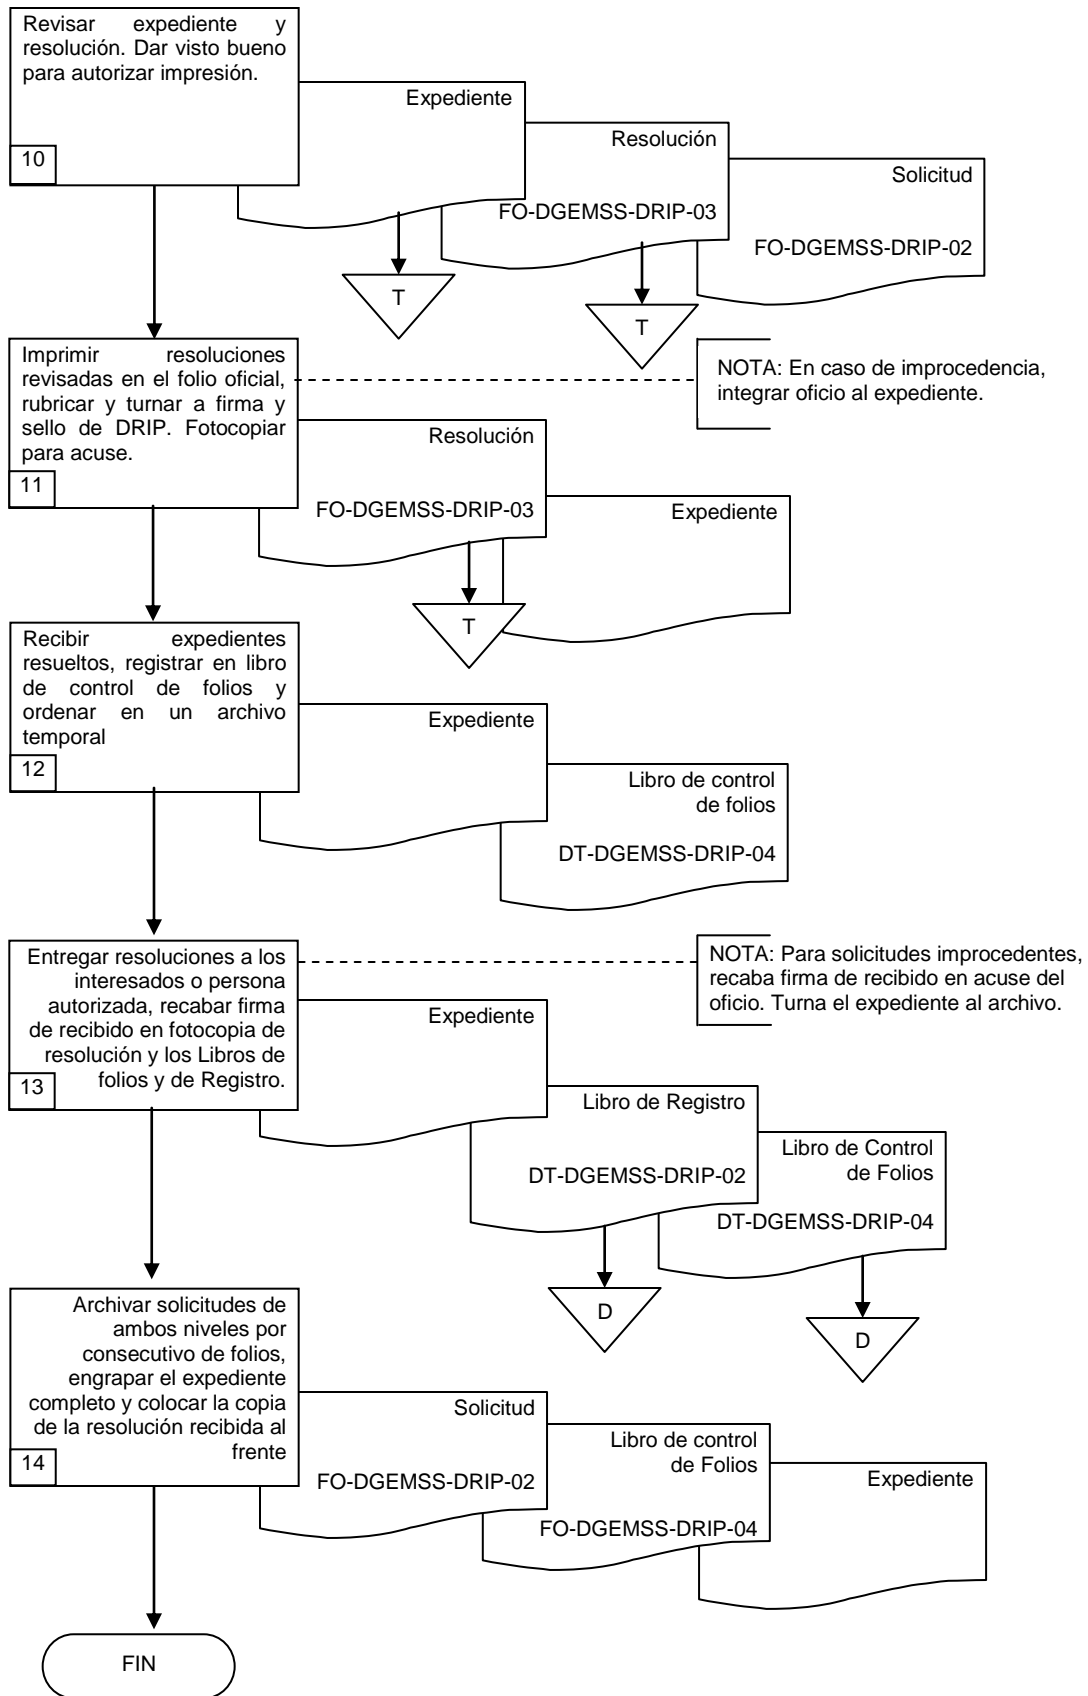 Revisar expediente y
resolución. Dar visto bueno
para autorizar impresión.
10
Expediente
Resolución
FO-DGEMSS-DRIP-03
Solicitud
FO-DGEMSS-DRIP-02
T
T
Imprimir resoluciones
revisadas en el folio oficial,
rubricar y turnar a firma y
sello de DRIP. Fotocopiar
para acuse.
11
NOTA: En caso de improcedencia,
integrar oficio al expediente.
Resolución
FO-DGEMSS-DRIP-03
Expediente
T
Recibir expedientes
resueltos, registrar en libro
de control de folios y
ordenar en un archivo
temporal
12
Expediente
Libro de control
de folios
DT-DGEMSS-DRIP-04
Entregar resoluciones a los
interesados o persona
autorizada, recabar firma
de recibido en fotocopia de
resolución y los Libros de
folios y de Registro.
13
NOTA: Para solicitudes improcedentes,
recaba firma de recibido en acuse del
oficio. Turna el expediente al archivo.
Expediente
Libro de Registro
DT-DGEMSS-DRIP-02
Libro de Control
de Folios
DT-DGEMSS-DRIP-04
D
D
Archivar solicitudes de
ambos niveles por
consecutivo de folios,
engrapar el expediente
completo y colocar la copia
de la resolución recibida al
frente
14
Solicitud
FO-DGEMSS-DRIP-02
Libro de control
de Folios
FO-DGEMSS-DRIP-04
Expediente
FIN